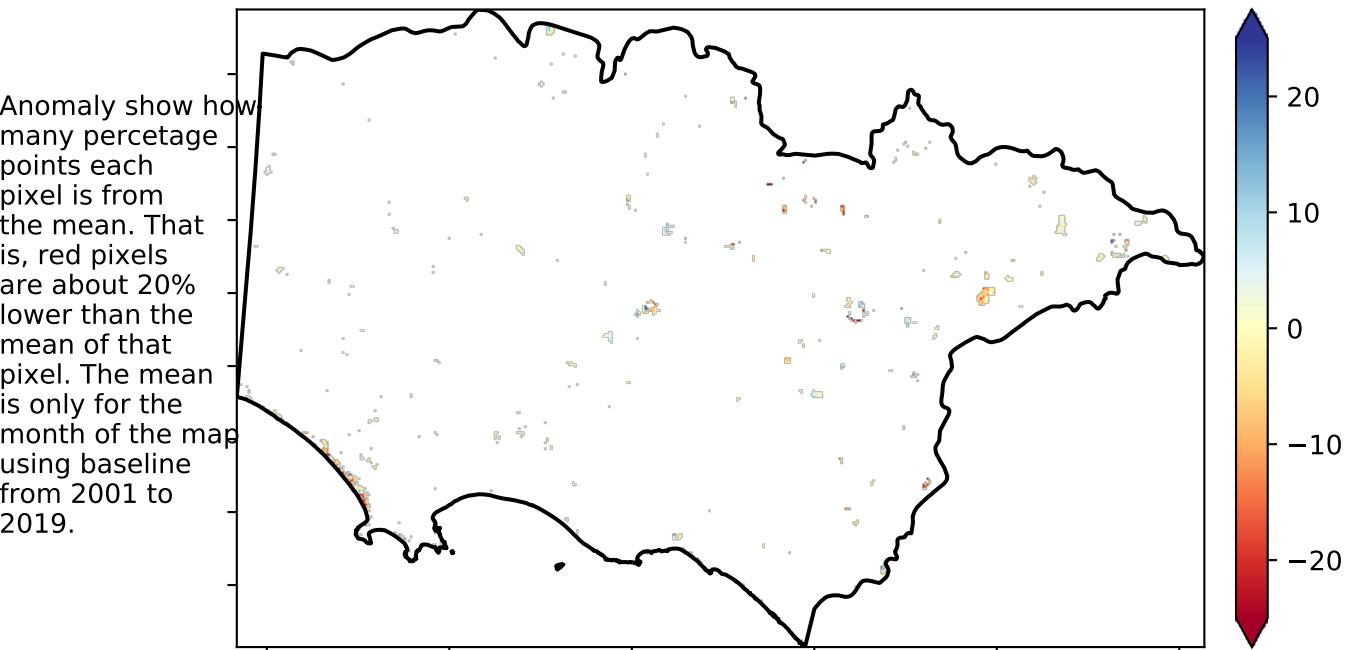 Anomaly show how
many percetage
points each
pixel is from
the mean. That
is, red pixels
are about 20%
lower than the
mean of that
pixel. The mean
is only for the
month of the map
using baseline
from 2001 to
2019.
20
10
0
−10
−20